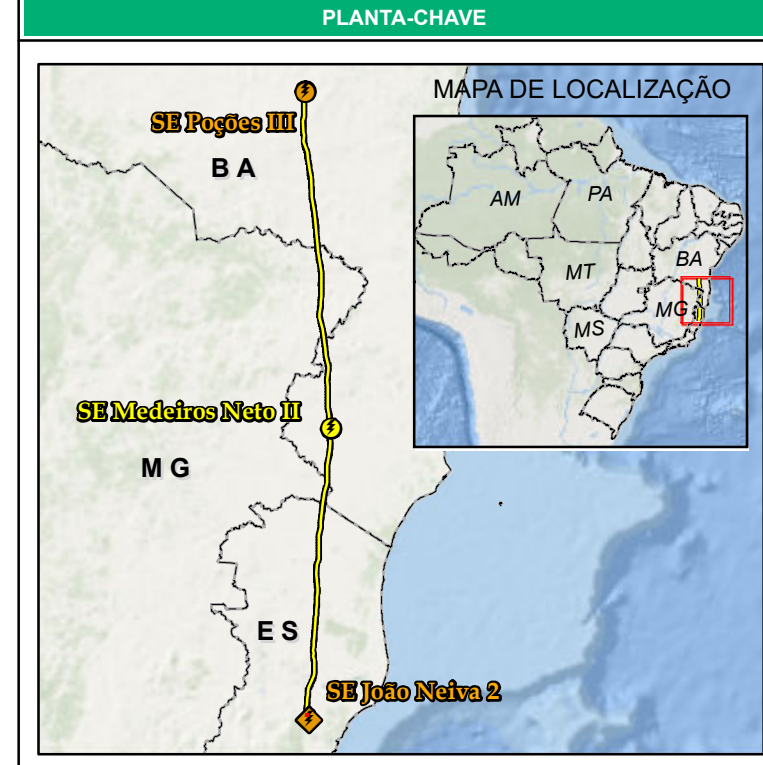 PLANTA-CHAVE
MAPA DE LOCALIZAÇÃO
SE Poções III
B A
AM
PA
BA
MT
MG
MS
SE Medeiros Neto II
M G
E S
SE João Neiva 2